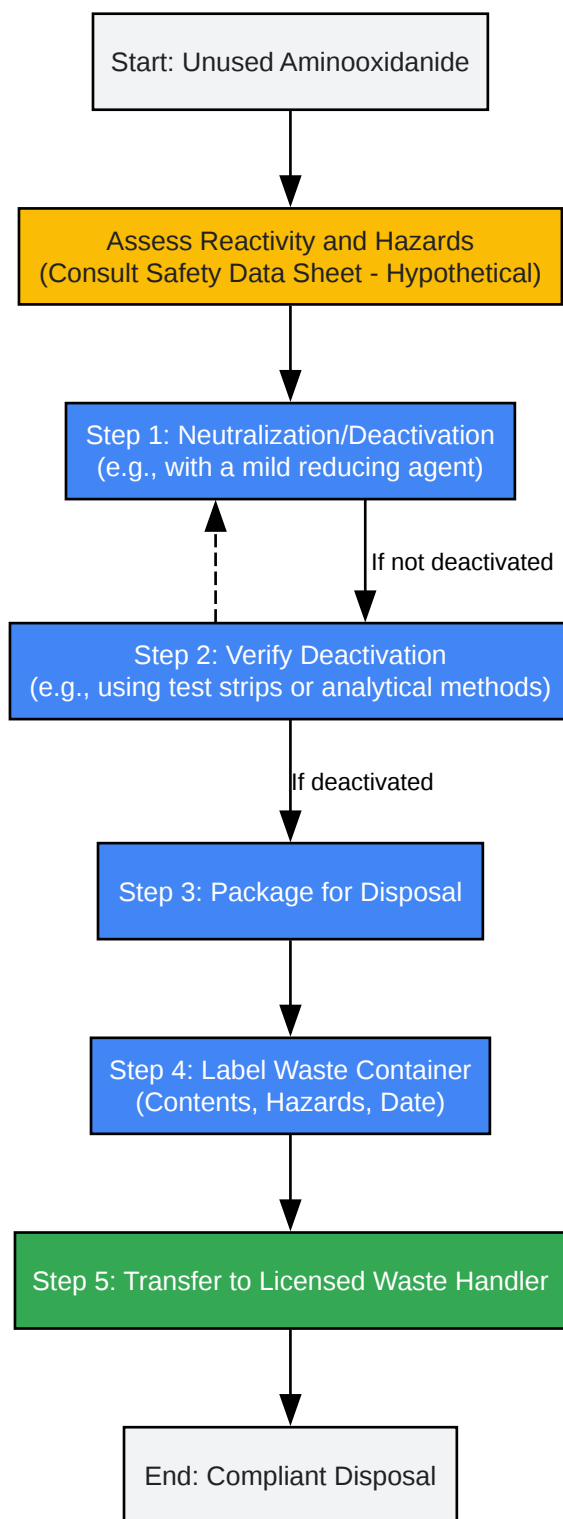 Start: Unused Aminooxidanide
Assess Reactivity and Hazards
(Consult Safety Data Sheet - Hypothetical)
Step 1: Neutralization/Deactivation
(e.g., with a mild reducing agent)
If not deactivated
Step 2: Verify Deactivation
(e.g., using test strips or analytical methods)
If deactivated
Step 3: Package for Disposal
Step 4: Label Waste Container
(Contents, Hazards, Date)
Step 5: Transfer to Licensed Waste Handler
End: Compliant Disposal